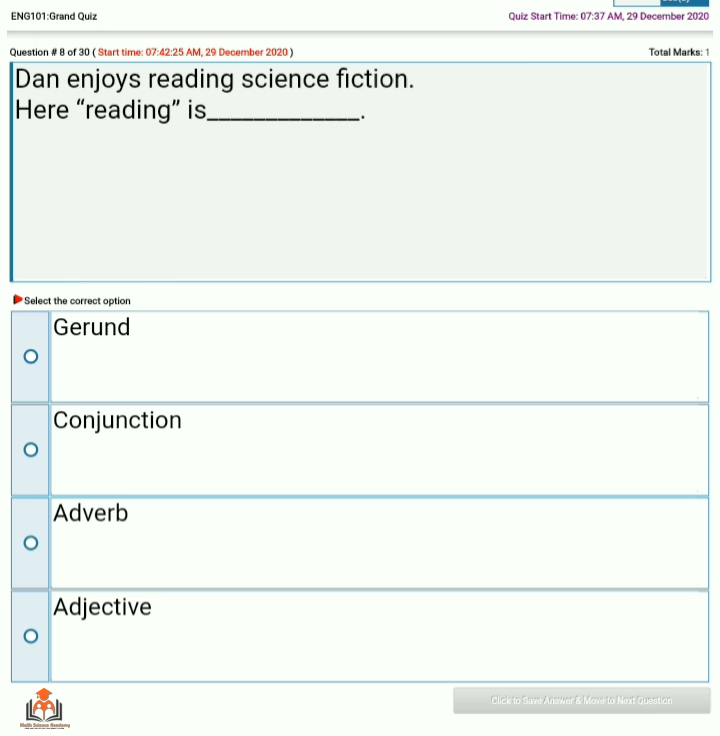 ENG101:Grand Quiz
Quiz Start Time: 07:37 AM, 29 December 2020
Question # 8 of 30 ( Start time: 07:42:25 AM, 29 December 2020 )
Total Marks: 1
Dan enjoys reading science fiction.
Here “reading” is_____________.
Select the correct option
Gerund
Conjunction
Adverb
Adjective
Click to Save Answer & Move to Next Question